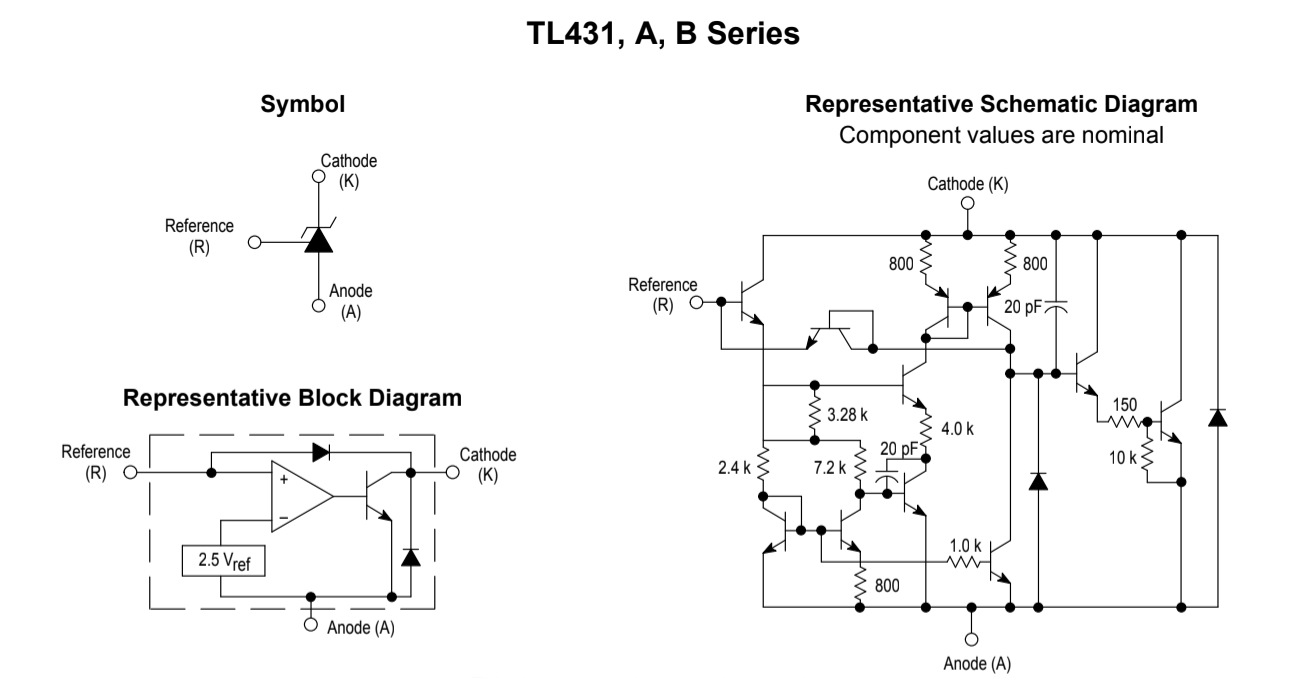 TL431, A, B Series
Symbol
Cathode
(K)
Reference
(R)
Anode
(A)
Representative Block Diagram
Reference
(R)
Cathode
(K)
+
–
2.5 Vref
Anode (A)
Representative Schematic Diagram
Component values are nominal
Cathode (K)
800
800
Reference
(R)
20 pF
3.28 k
150
4.0 k
20 pF
10 k
2.4 k
7.2 k
1.0 k
800
Anode (A)